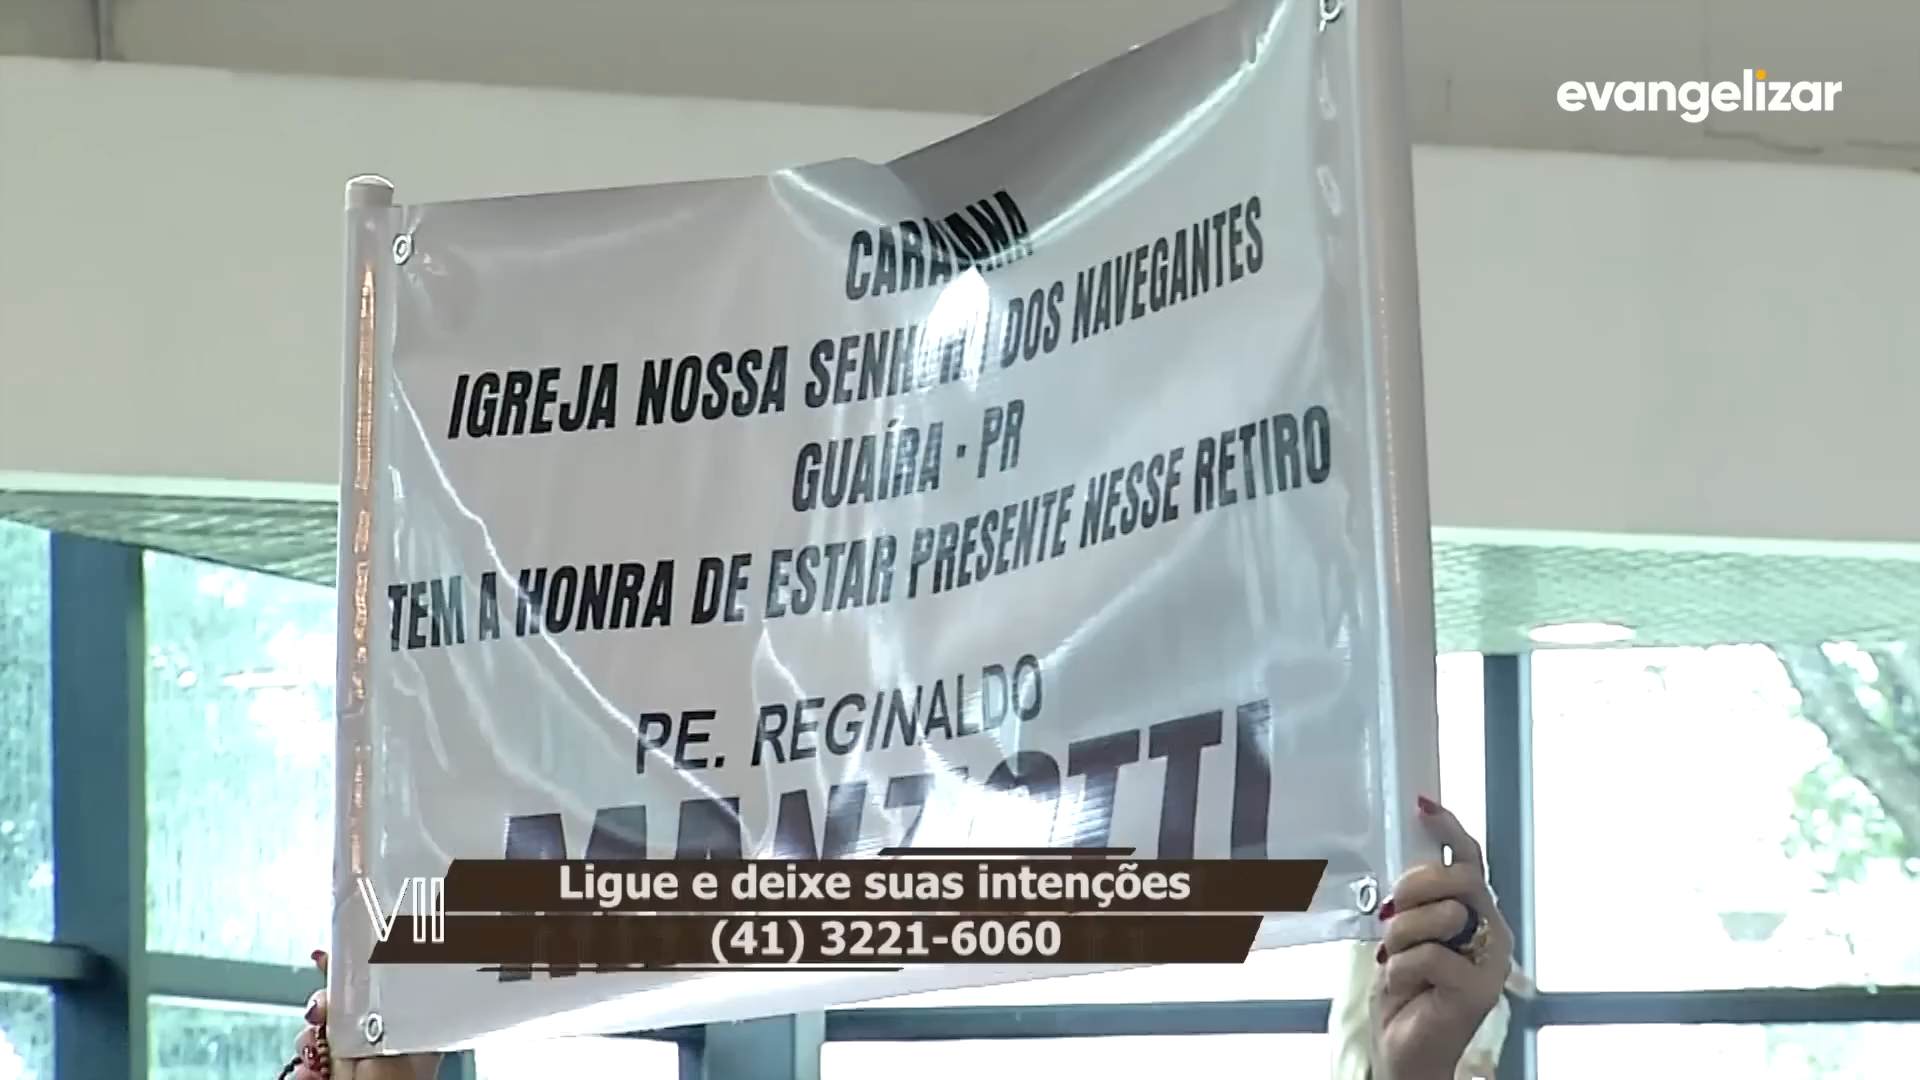 evangelizar
CARAVANA
IGREJA NOSSA SENHORA DOS NAVEGANTES
GUAÍRA · PR
TEM A HONRA DE ESTAR PRESENTE NESSE RETIRO
PE. REGINALDO
MANZOTTI
VII
Ligue e deixe suas intenções
(41) 3221-6060